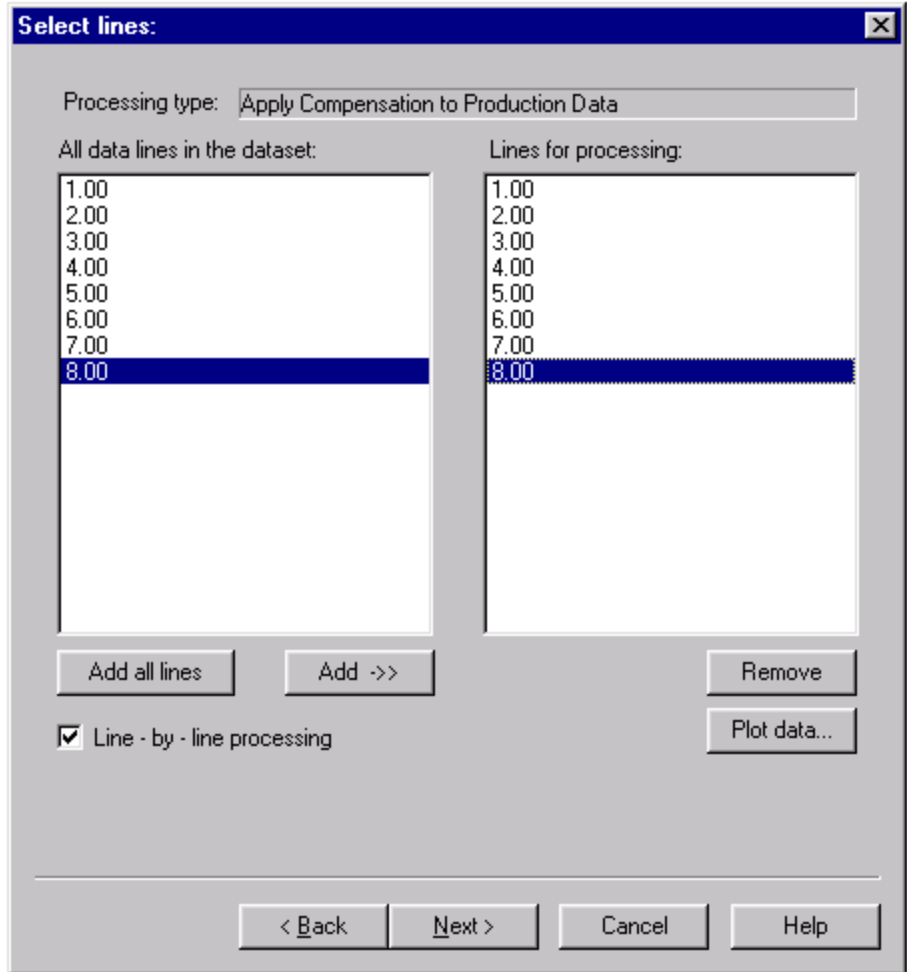 Select lines:
Processing type: Apply Compensation to Production Data
All data lines in the dataset:
1.00
2.00
3.00
4.00
5.00
6.00
7.00
8.00
Lines for processing:
1.00
2.00
3.00
4.00
5.00
6.00
7.00
8.00
Add all lines
Add ->>
Remove
Line - by - line processing
Plot data...
< Back
Next >
Cancel
Help